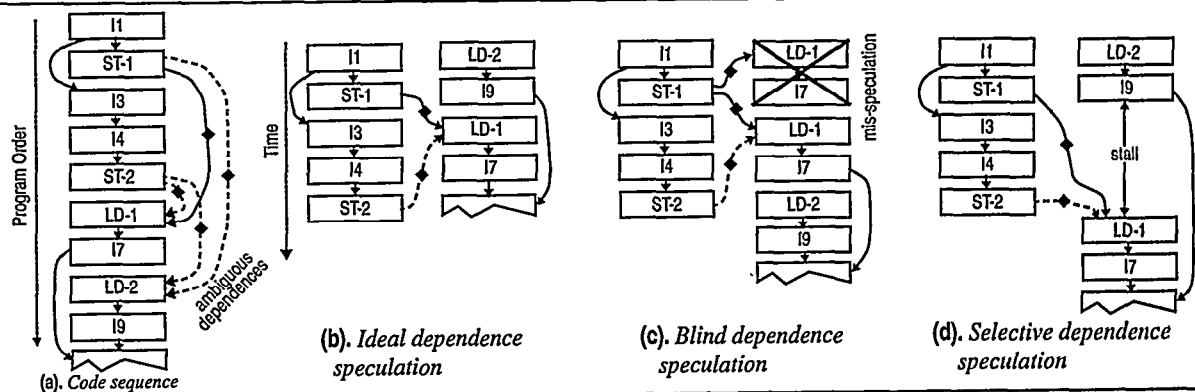 Program Order
I1
ST-1
I3
I4
ST-2
LD-1
I7
LD-2
I9
ambiguous
dependences
(a). Code sequence
Time
I1
ST-1
I3
I4
ST-2
LD-2
I9
LD-1
I7
(b). Ideal dependence
speculation
I1
ST-1
I3
I4
ST-2
LD-1
I7
LD-1
I7
LD-2
I9
mis-speculation
(c). Blind dependence
speculation
I1
ST-1
I3
I4
ST-2
LD-2
I9
stall
LD-1
I7
(d). Selective dependence
speculation